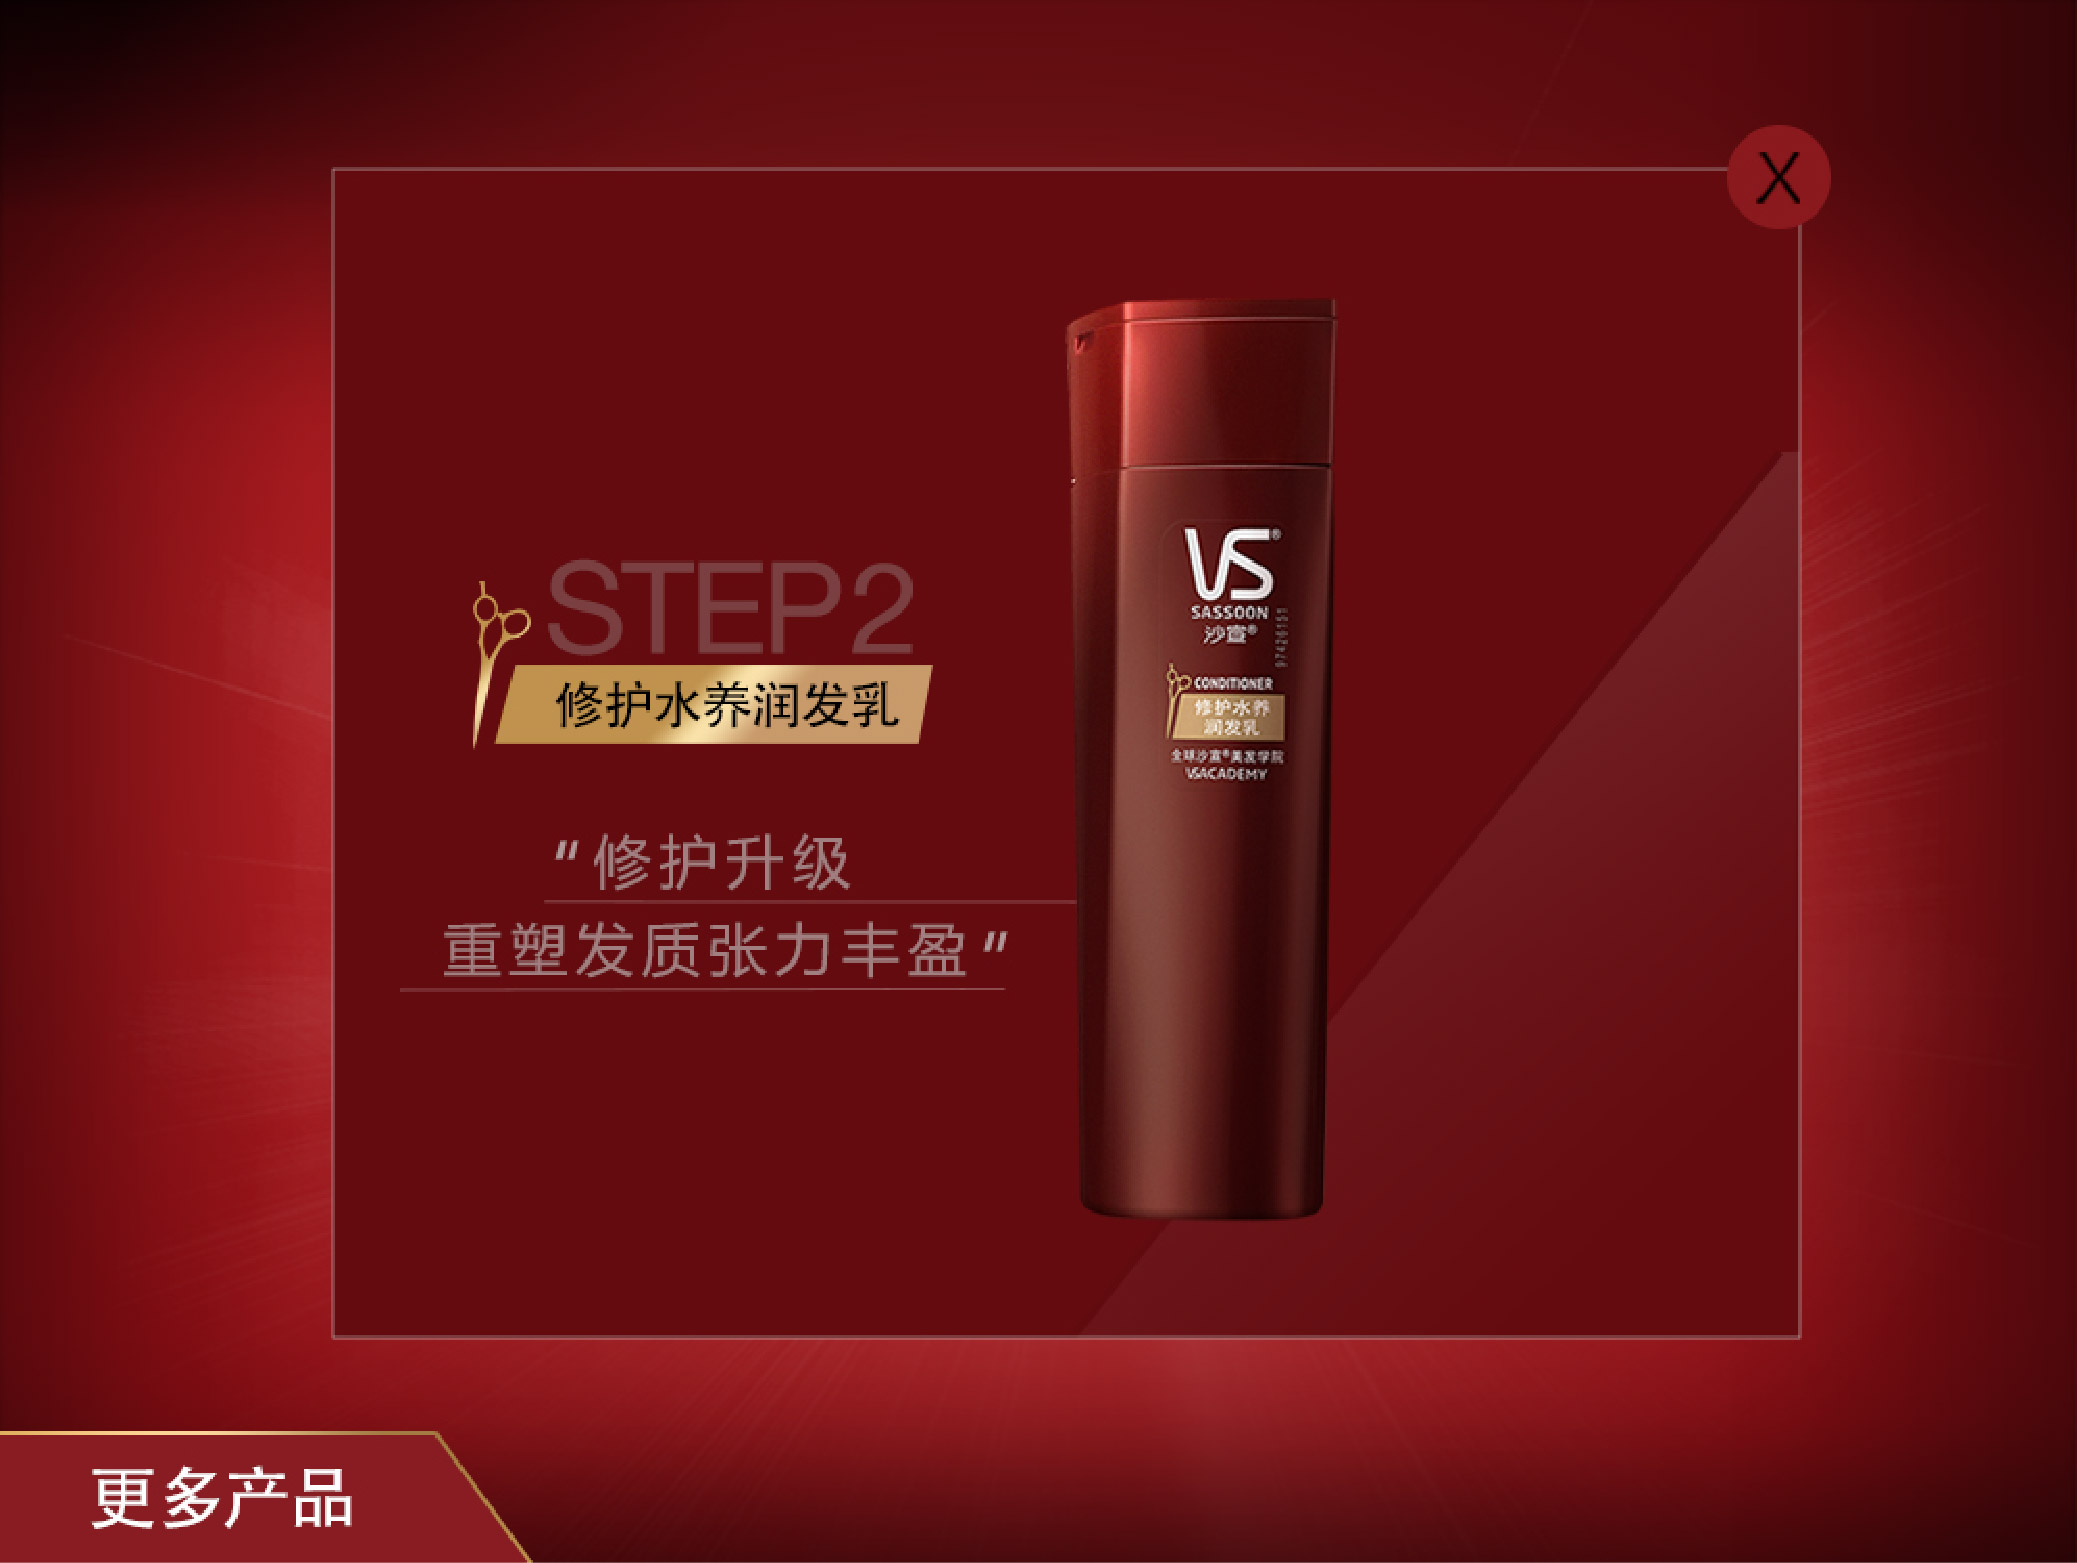 X
STEP2
修护水养润发乳
“修护升级
重塑发质张力丰盈”
VS®
SASSOON
沙宣®
97426151
CONDITIONER
修护水养
润发乳
全球沙宣®美发学院
VSACADEMY
更多产品